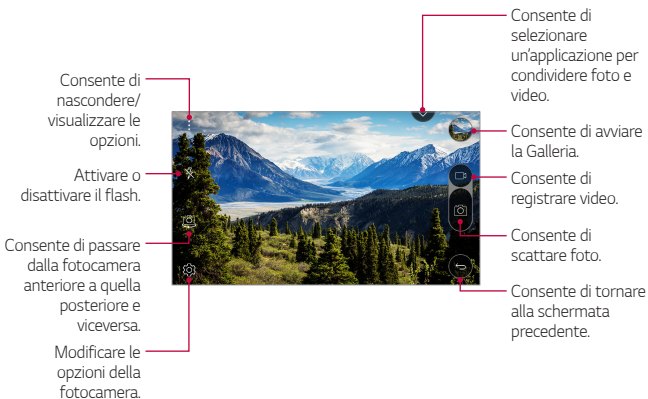 Consente di
nascondere/
visualizzare le
opzioni.
Attivare o
disattivare il flash.
Consente di passare
dalla fotocamera
anteriore a quella
posteriore e
viceversa.
Modificare le
opzioni della
fotocamera.
Consente di
selezionare
un'applicazione per
condividere foto e
video.
Consente di avviare
la Galleria.
Consente di
registrare video.
Consente di
scattare foto.
Consente di tornare
alla schermata
precedente.